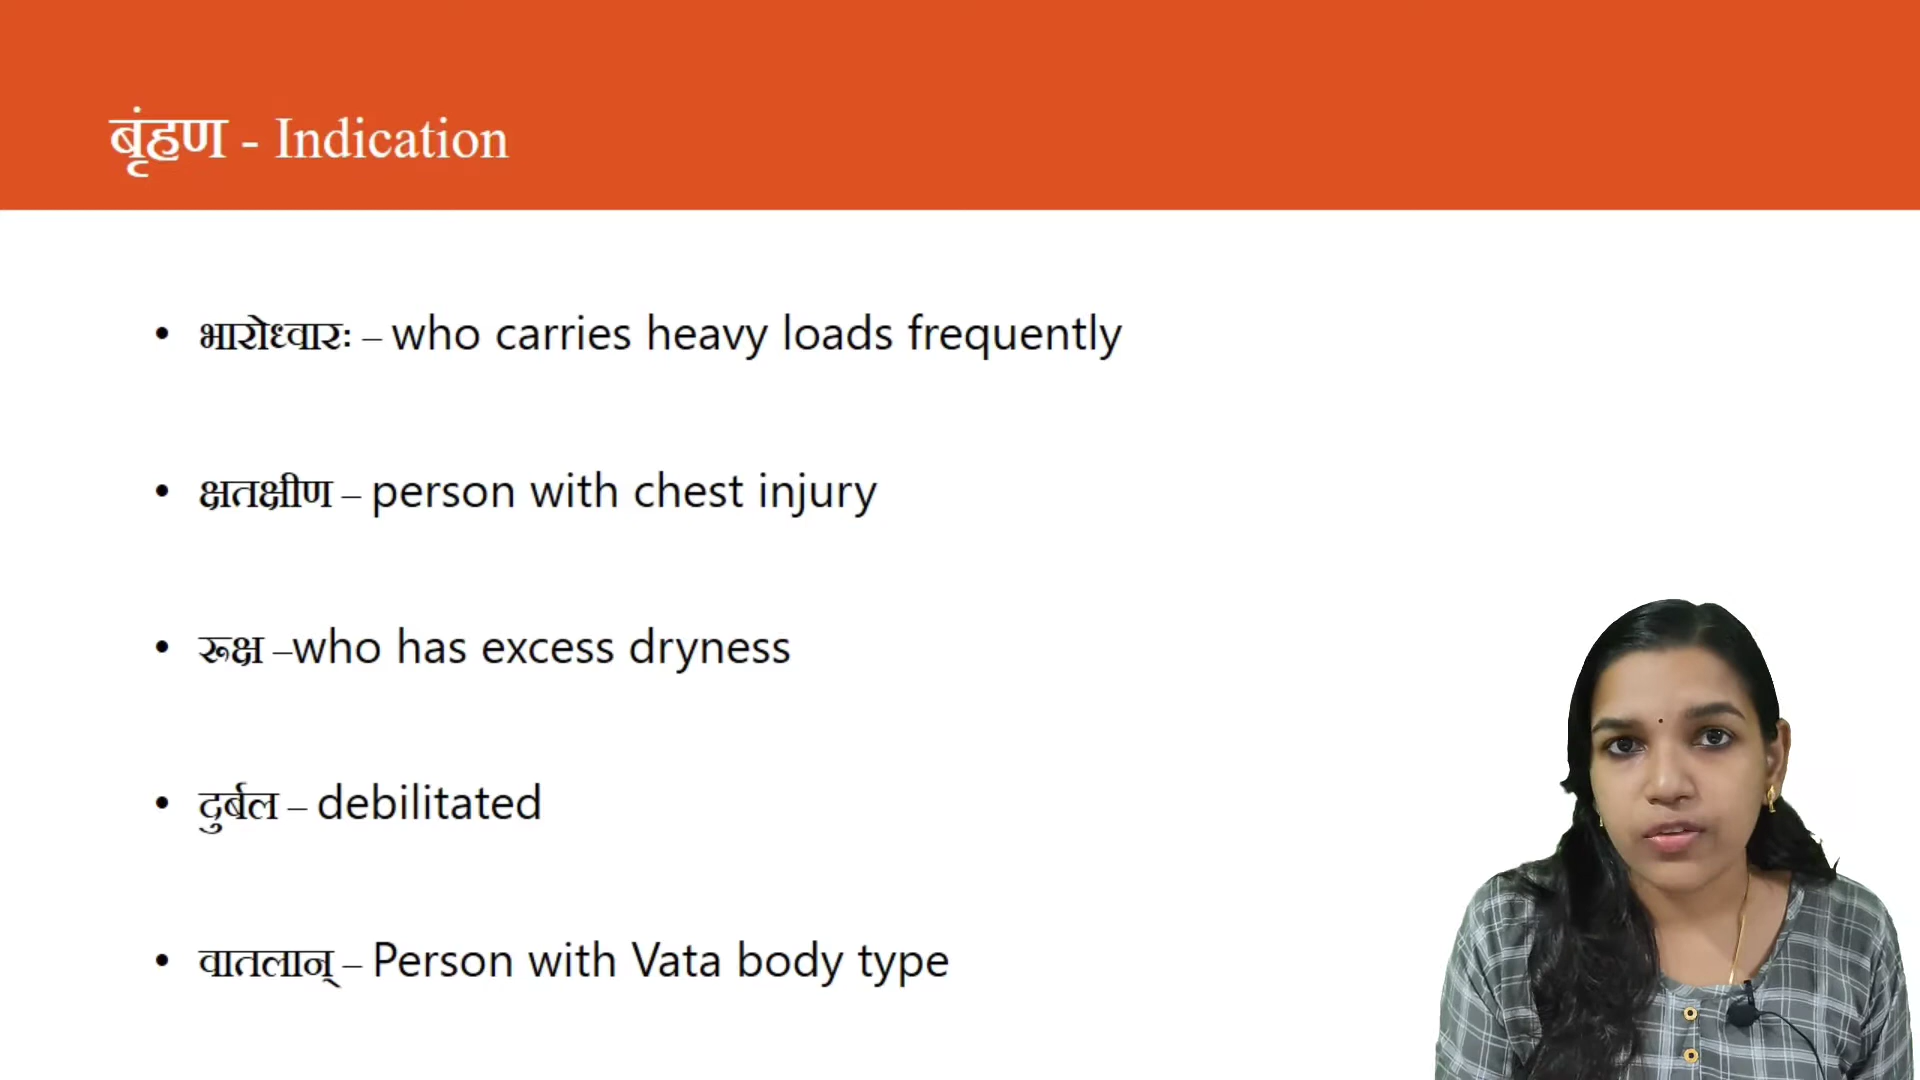 बृंहण - Indication
• भारोध्वारः – who carries heavy loads frequently
• क्षतक्षीण – person with chest injury
• रुक्ष –who has excess dryness
• दुर्बल – debilitated
• वातलान् – Person with Vata body type